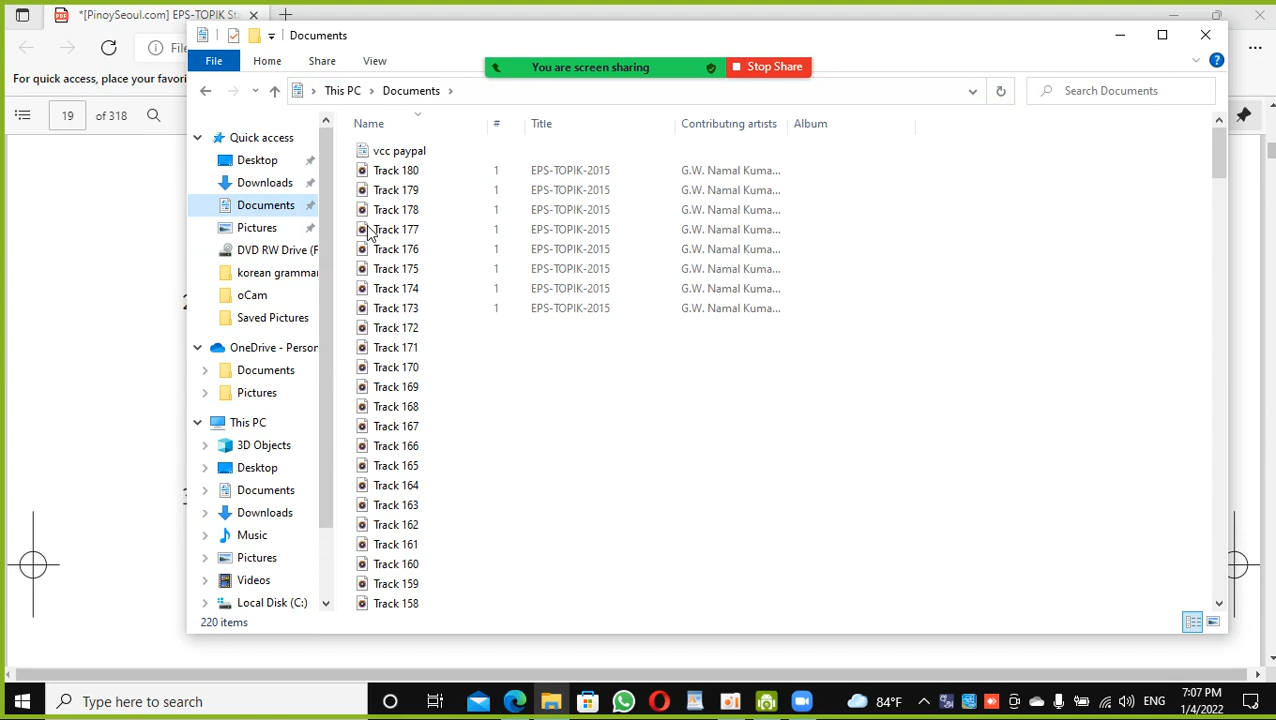 *[PinoySeoul.com] EPS-TOPIK St
Documents
File
Home
Share
View
You are screen sharing
Stop Share
For quick access, place your favori
19
of 318
This PC
Documents
Search Documents
Name
#
Title
Contributing artists
Album
Quick access
Desktop
Downloads
Documents
Pictures
DVD RW Drive (F
korean gramma
oCam
Saved Pictures
OneDrive - Person
Documents
Pictures
This PC
3D Objects
Desktop
Documents
Downloads
Music
Pictures
Videos
Local Disk (C:)
vcc paypal
Track 180 1 EPS-TOPIK-2015 G.W. Namal Kuma...
Track 179 1 EPS-TOPIK-2015 G.W. Namal Kuma...
Track 178 1 EPS-TOPIK-2015 G.W. Namal Kuma...
Track 177 1 EPS-TOPIK-2015 G.W. Namal Kuma...
Track 176 1 EPS-TOPIK-2015 G.W. Namal Kuma...
Track 175 1 EPS-TOPIK-2015 G.W. Namal Kuma...
Track 174 1 EPS-TOPIK-2015 G.W. Namal Kuma...
Track 173 1 EPS-TOPIK-2015 G.W. Namal Kuma...
Track 172
Track 171
Track 170
Track 169
Track 168
Track 167
Track 166
Track 165
Track 164
Track 163
Track 162
Track 161
Track 160
Track 159
Track 158
220 items
Type here to search
84°F
ENG
7:07 PM
1/4/2022